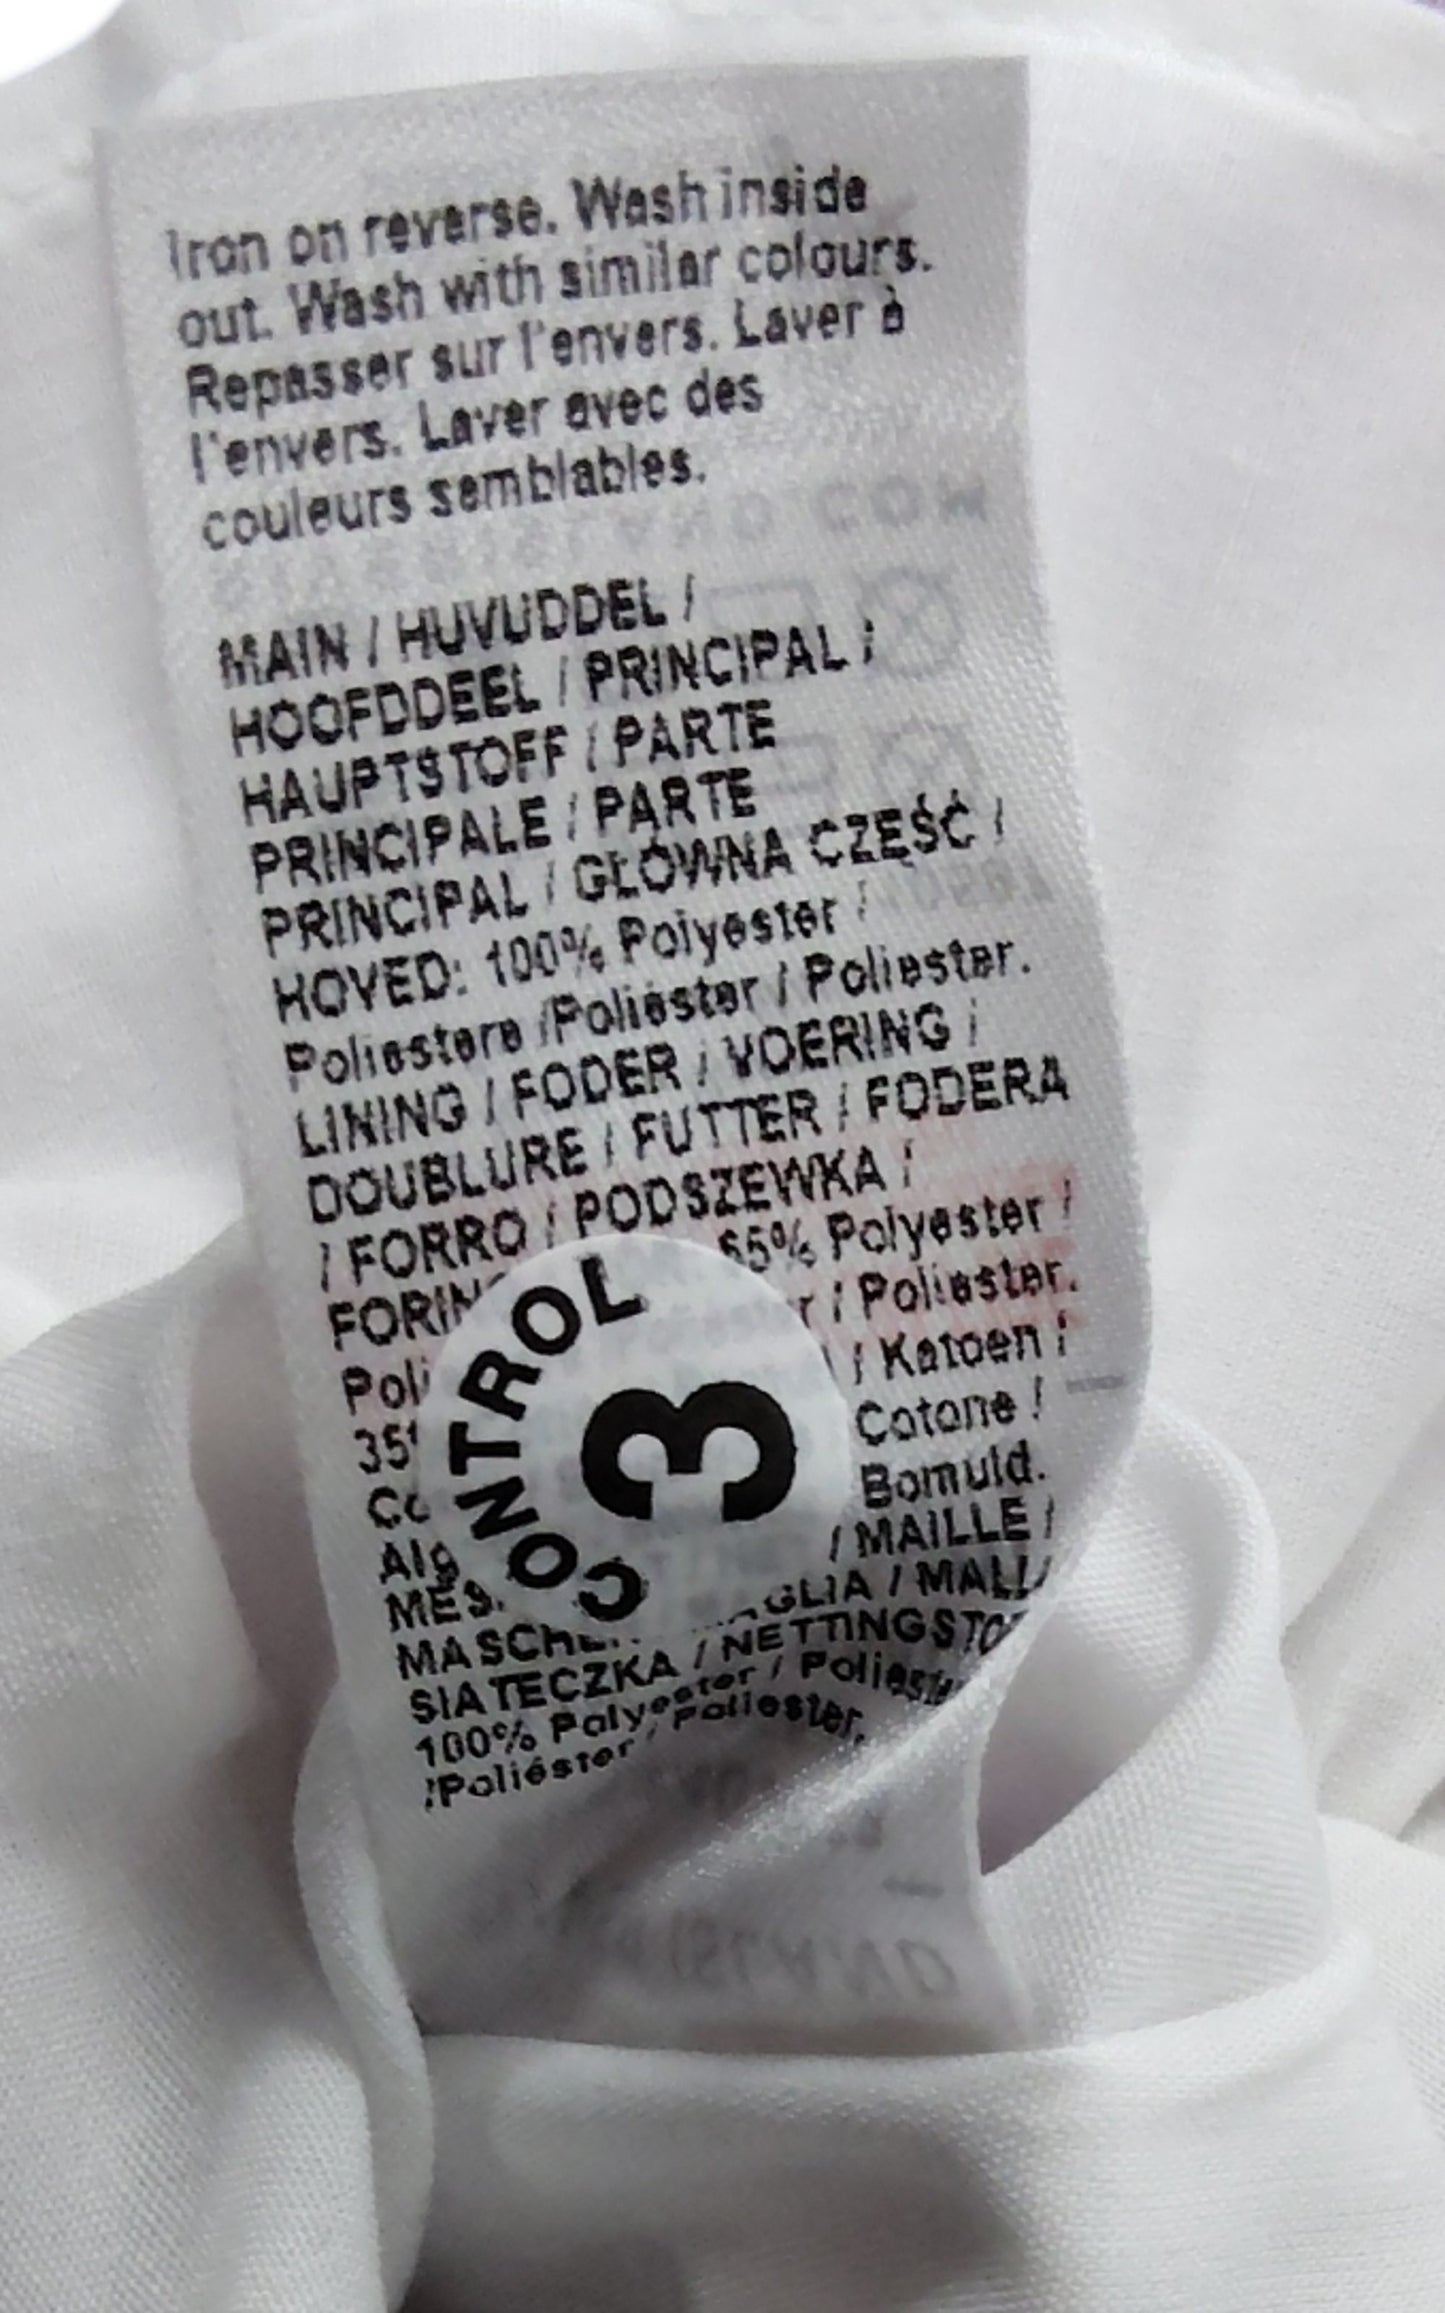 Iron on reverse. Wash inside
out. Wash with similar colours.
Repasser sur l'envers. Laver à
l'envers. Laver avec des
couleurs semblables.
MAIN / HUVUDDEL /
HOOFDDEEL / PRINCIPAL /
HAUPTSTOFF / PARTE
PRINCIPALE / PARTE
PRINCIPAL / GŁÓWNA CZĘŚĆ /
HOVED: 100% Polyester /
Poliestere /Poliéster / Poliester.
LINING / FODER / VOERING /
DOUBLURE / FUTTER / FODERA
/ FORRO / PODSZEWKA /
65% Polyester /
/ Poliester.
/ Katoen /
Cotone /
Bomuld.
/ MAILLE /
SIATECZKA / NETTINGSTO
100% Polyester / Polieste
/Poliéster / Poliester.
CONTROL
3